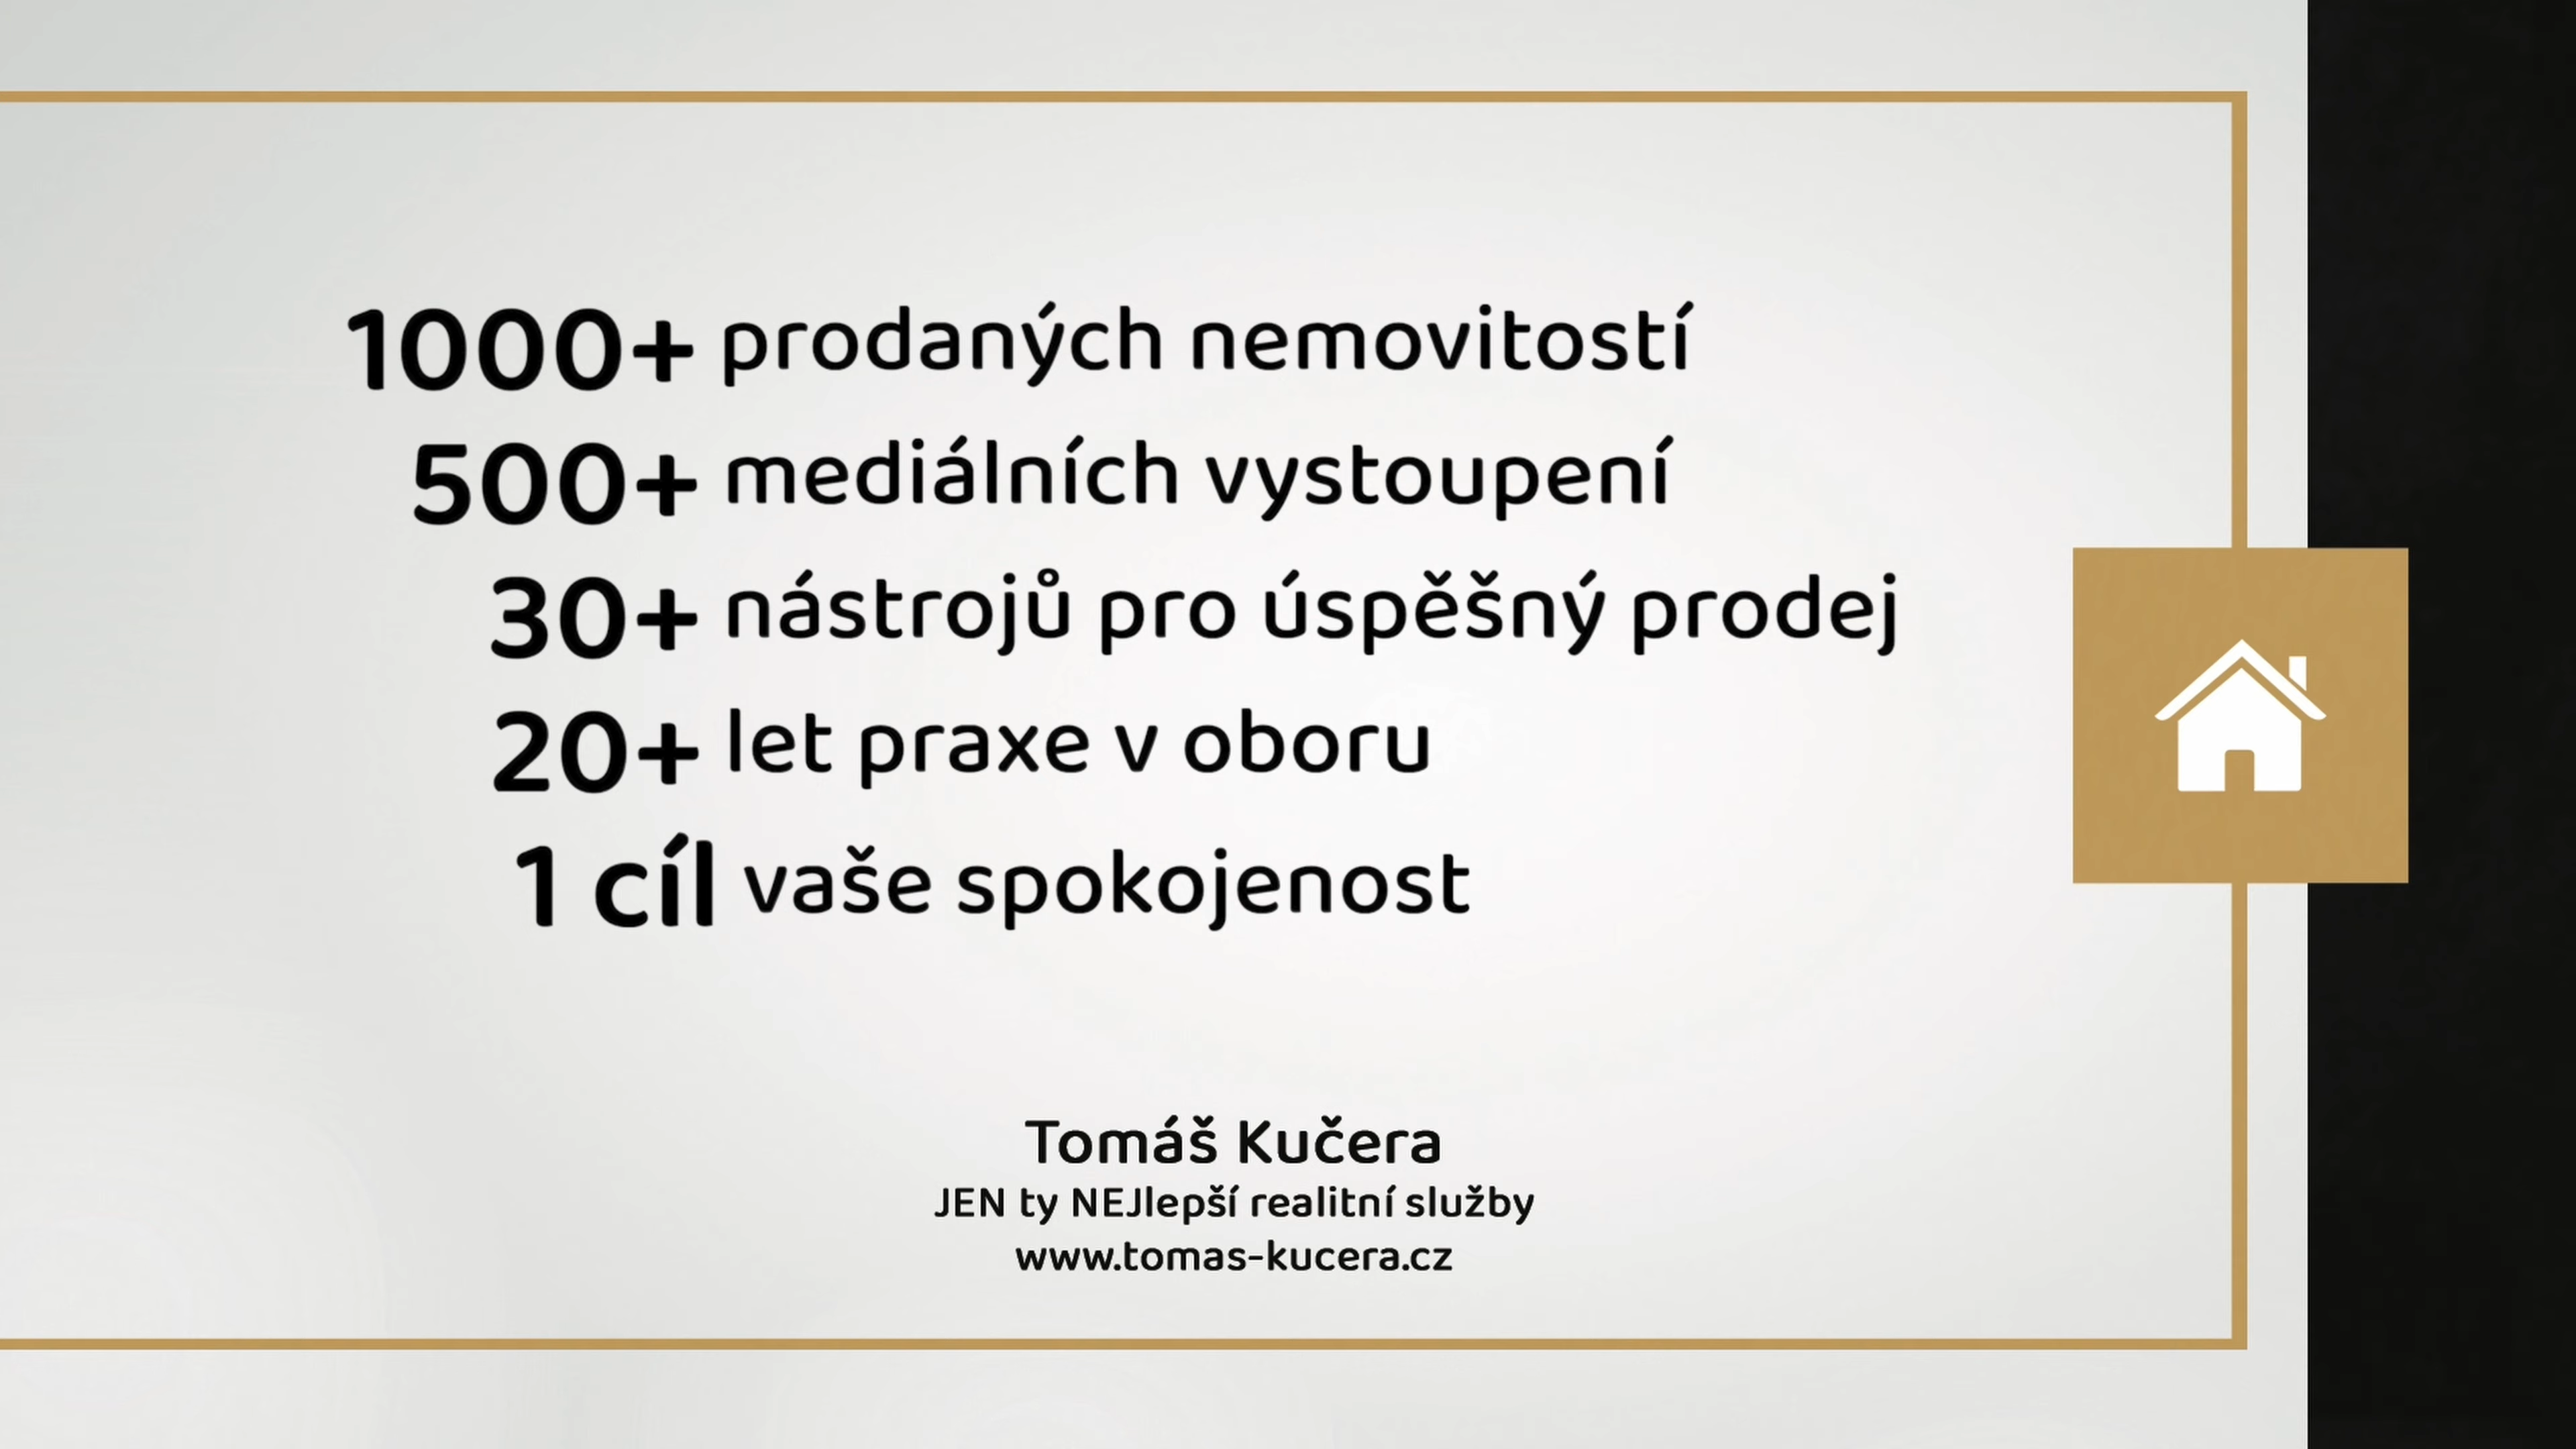 1000+ prodaných nemovitostí
500+ mediálních vystoupení
30+ nástrojů pro úspěšný prodej
20+ let praxe v oboru
1 cíl vaše spokojenost
Tomáš Kučera
JEN ty NEJlepší realitní služby
www.tomas-kucera.cz